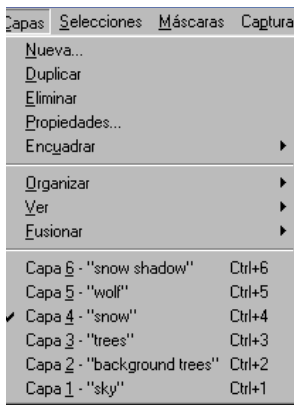 Capas Selecciones Máscaras Captura
Nueva...
Duplicar
Eliminar
Propiedades...
Encuadrar
Organizar
Ver
Fusionar
Capa 6 - "snow shadow" Ctrl+6
Capa 5 - "wolf" Ctrl+5
Capa 4 - "snow" Ctrl+4
Capa 3 - "trees" Ctrl+3
Capa 2 - "background trees" Ctrl+2
Capa 1 - "sky" Ctrl+1